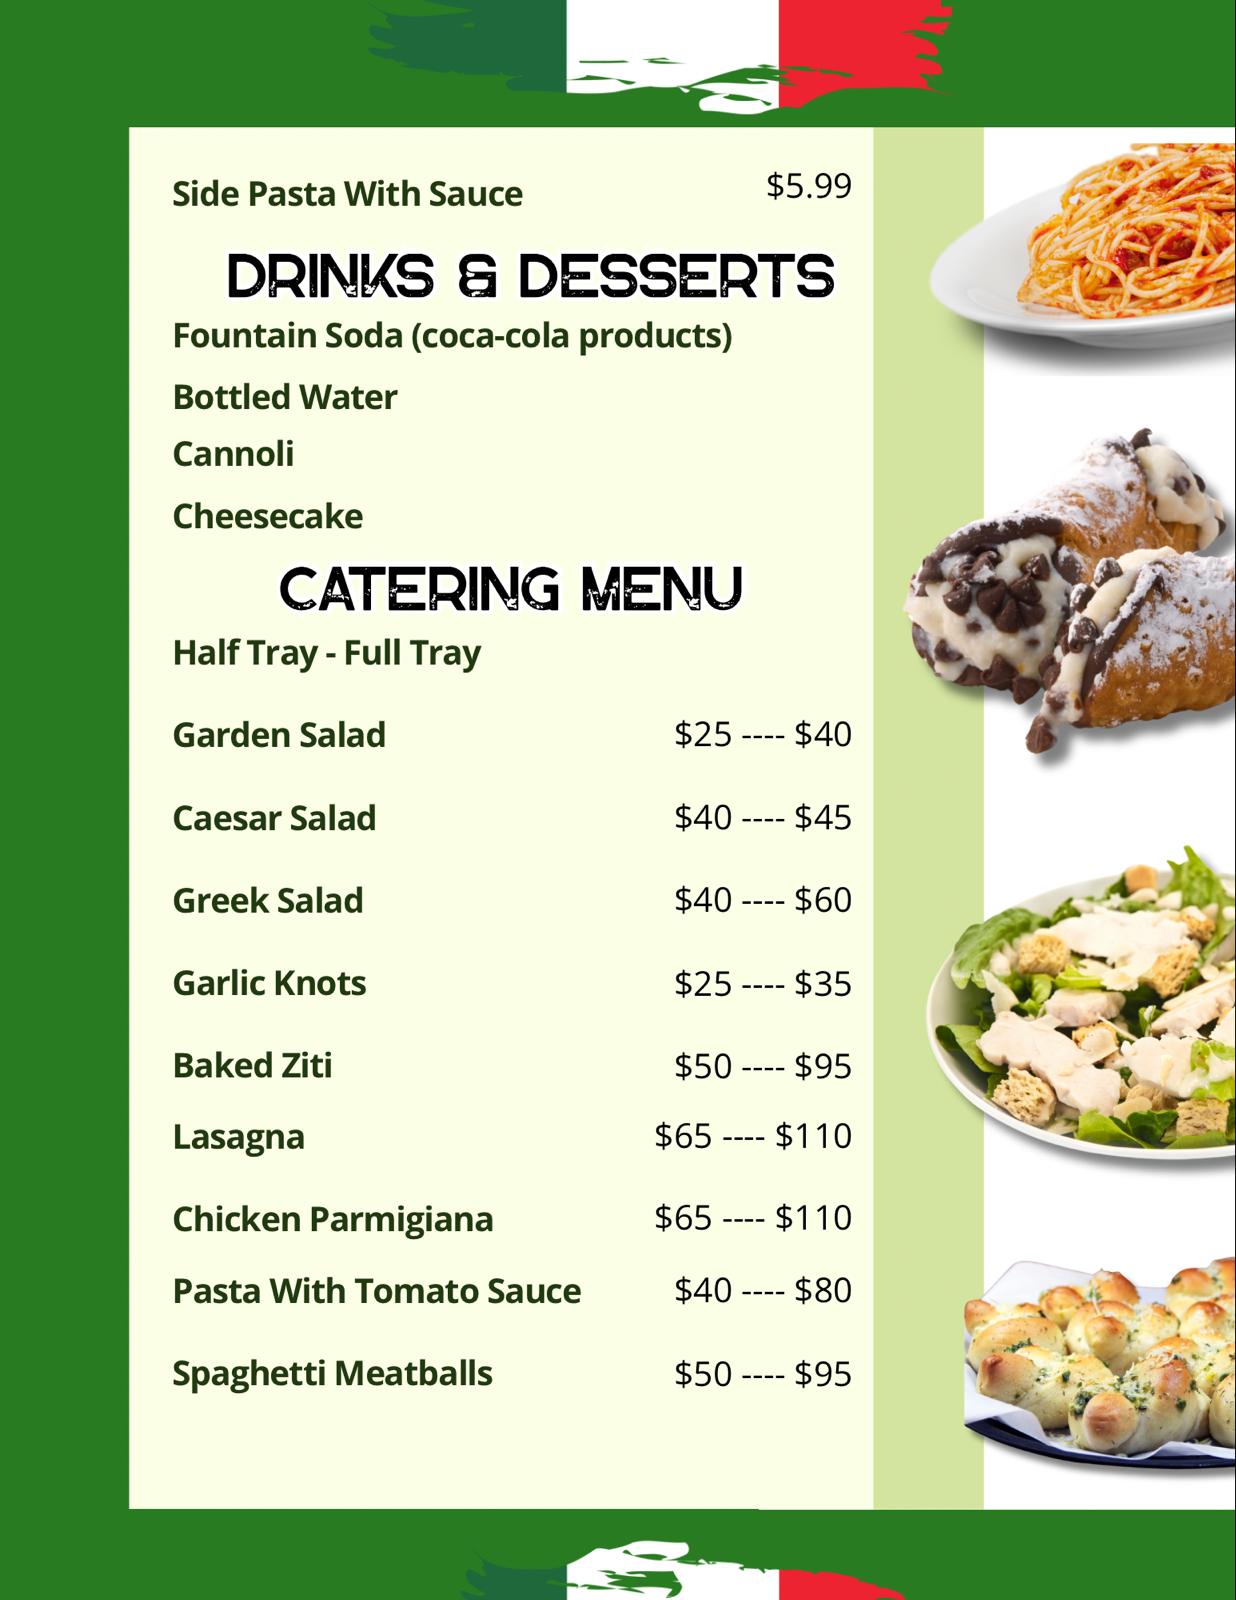 Side Pasta With Sauce $5.99
DRINKS & DESSERTS
Fountain Soda (coca-cola products)
Bottled Water
Cannoli
Cheesecake
CATERING MENU
Half Tray - Full Tray
Garden Salad $25 ---- $40
Caesar Salad $40 ---- $45
Greek Salad $40 ---- $60
Garlic Knots $25 ---- $35
Baked Ziti $50 ---- $95
Lasagna $65 ---- $110
Chicken Parmigiana $65 ---- $110
Pasta With Tomato Sauce $40 ---- $80
Spaghetti Meatballs $50 ---- $95